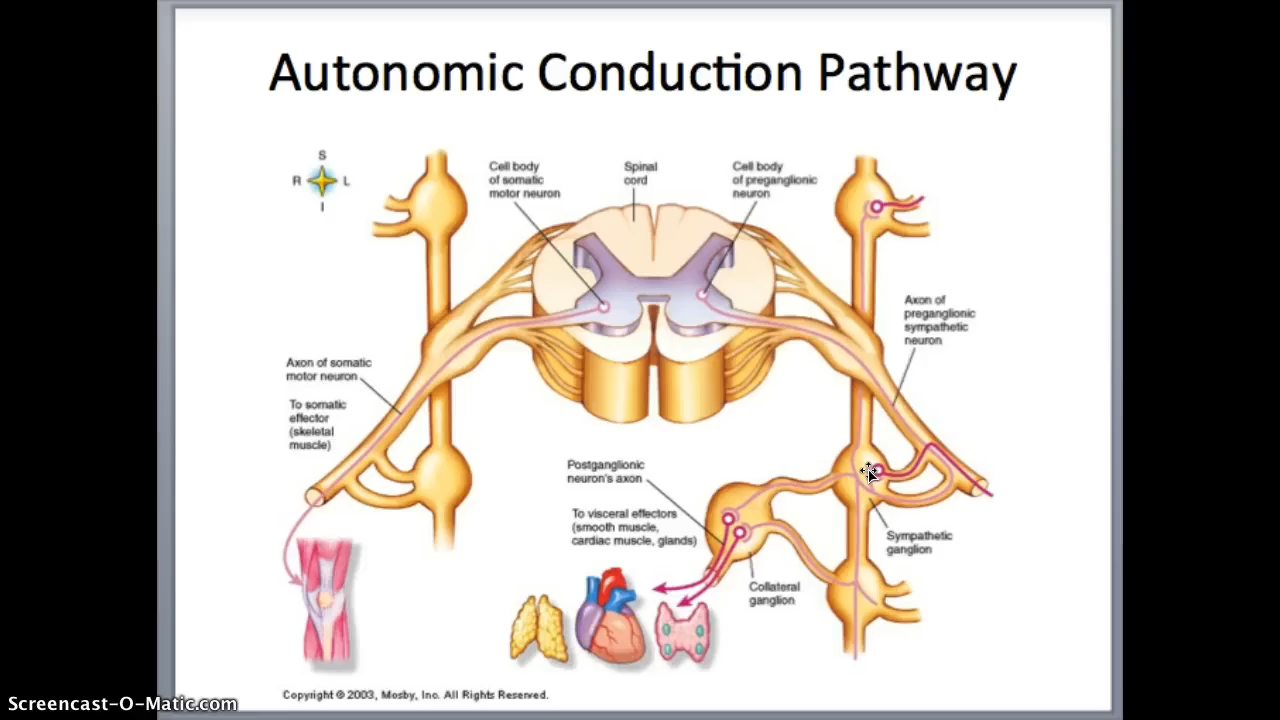 Autonomic Conduction Pathway
S
R L
I
Cell body
of somatic
motor neuron
Spinal
cord
Cell body
of preganglionic
neuron
Axon of
preganglionic
sympathetic
neuron
Axon of somatic
motor neuron
To somatic
effector
(skeletal
muscle)
Postganglionic
neuron's axon
To visceral effectors
(smooth muscle,
cardiac muscle, glands)
Sympathetic
ganglion
Collateral
ganglion
Copyright © 2003, Mosby, Inc. All Rights Reserved.
Screencast-O-Matic.com